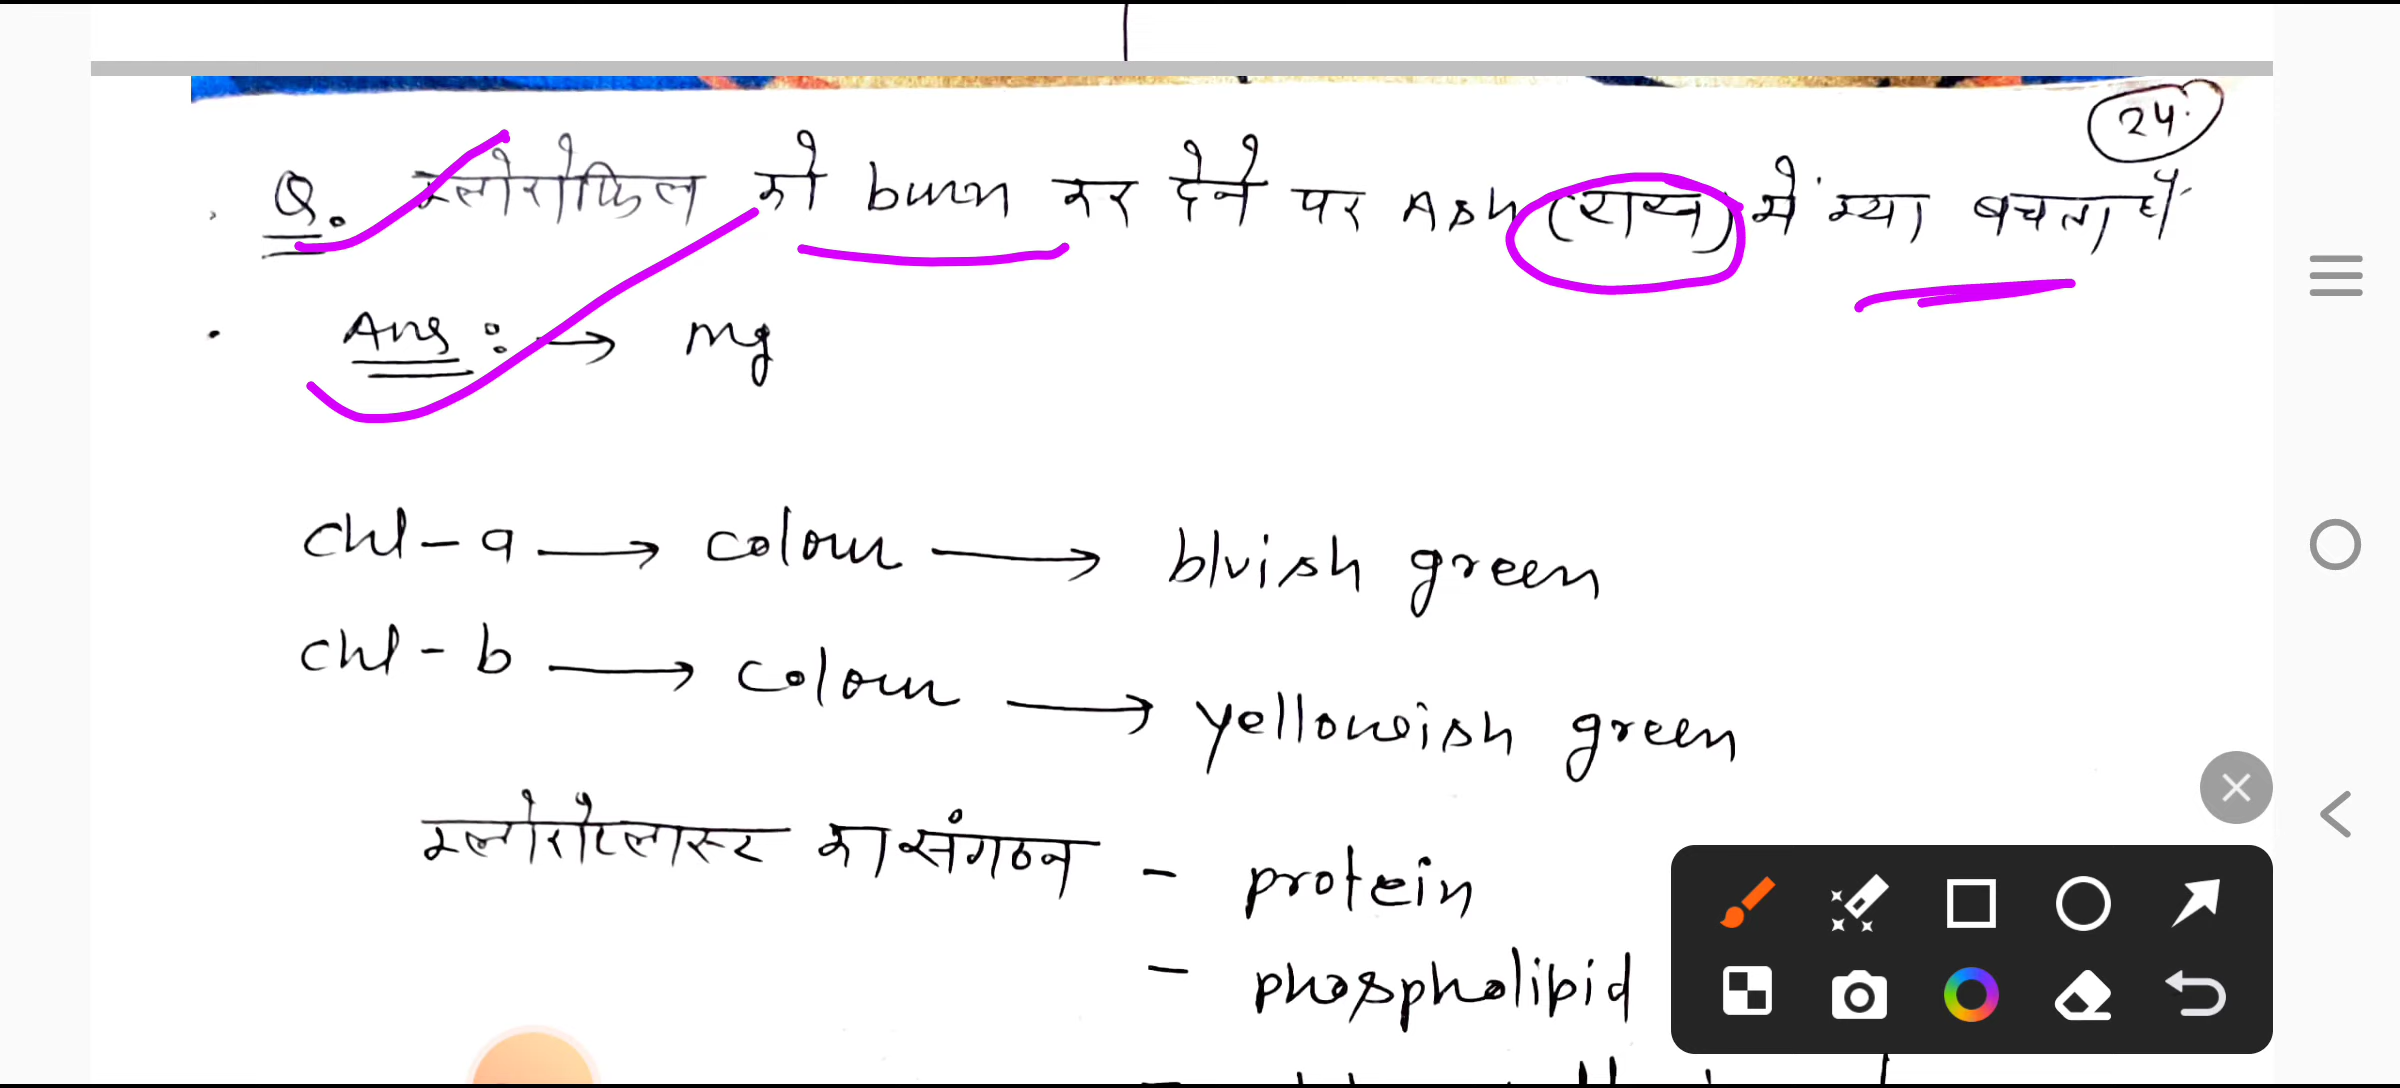 24.
Q. क्लोरोफिल को burn कर देने पर Ash (राख) में क्या बचता है
Ans :→ mg
chl-a → colour → bluish green
chl-b → colour → yellowish green
क्लोरोप्लास्ट का संगठन - protein
- phospholipid